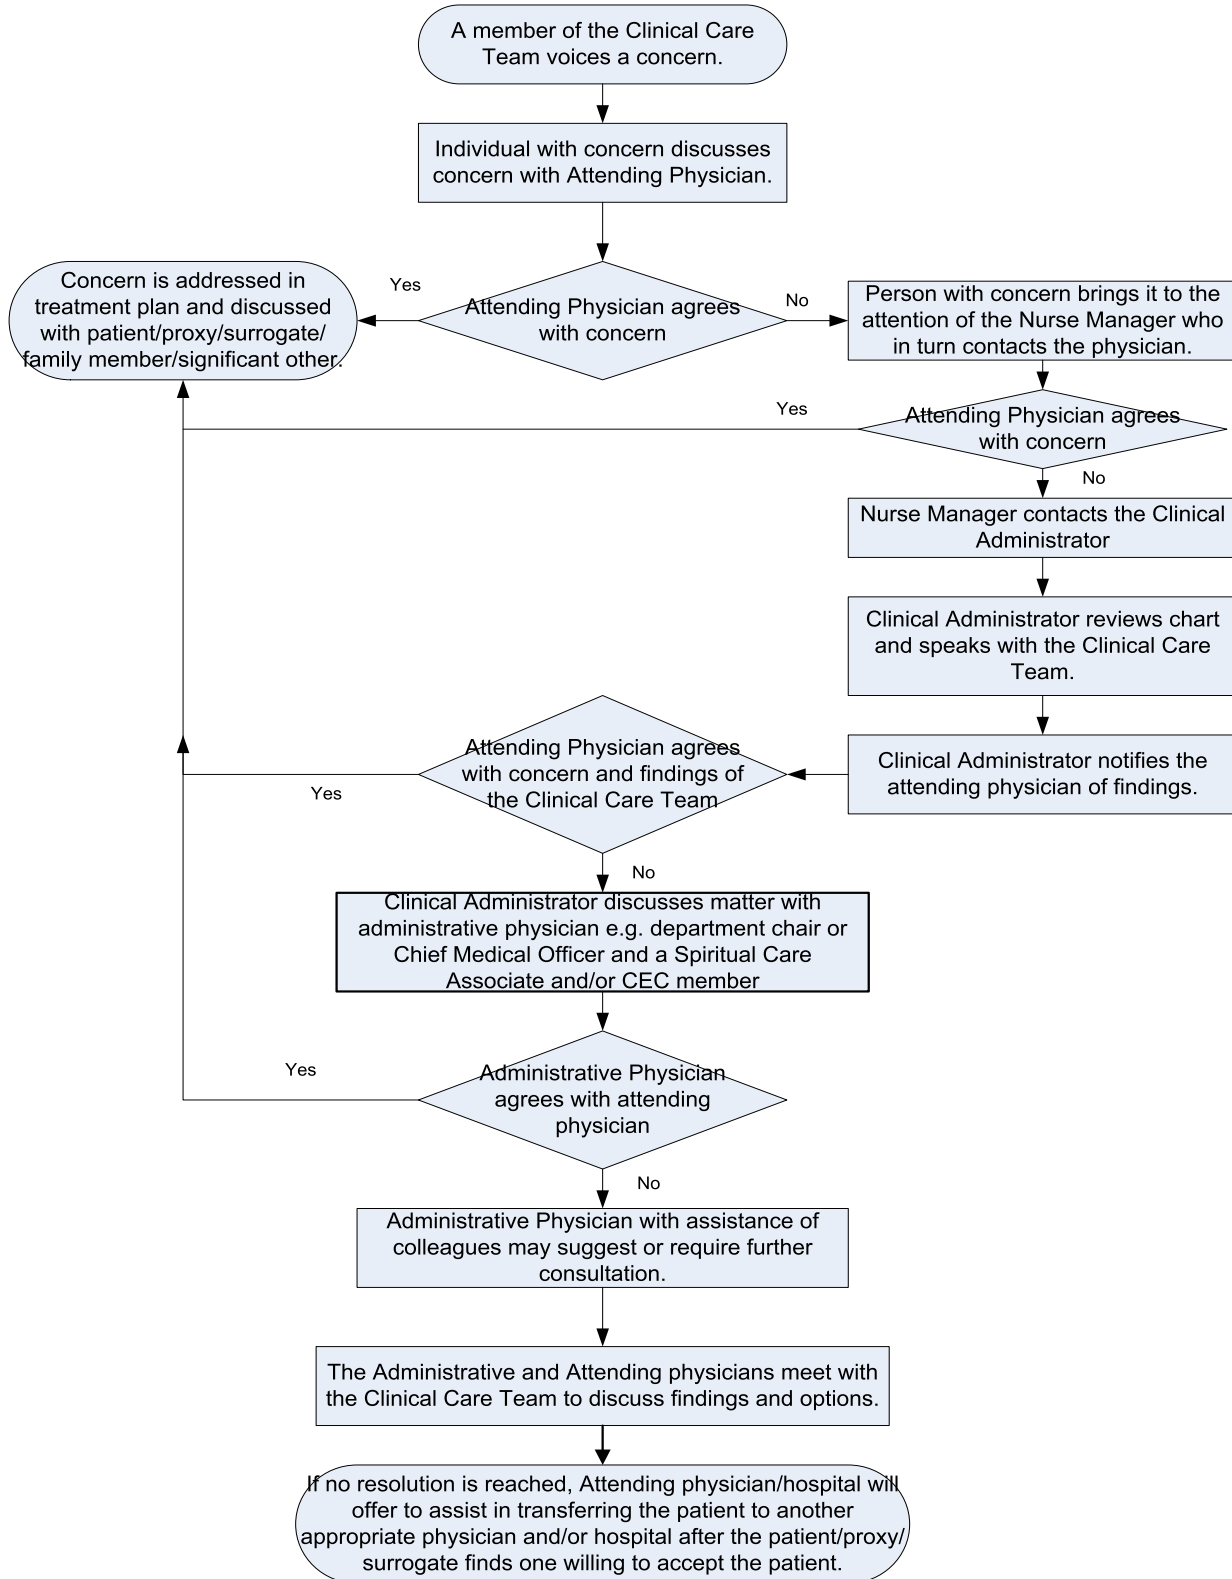 A member of the Clinical Care
Team voices a concern.
Individual with concern discusses
concern with Attending Physician.
Concern is addressed in
treatment plan and discussed
with patient/proxy/surrogate/
family member/significant other.
Yes
Attending Physician agrees
with concern
No
Person with concern brings it to the
attention of the Nurse Manager who
in turn contacts the physician.
Yes
Attending Physician agrees
with concern
No
Nurse Manager contacts the Clinical
Administrator
Clinical Administrator reviews chart
and speaks with the Clinical Care
Team.
Clinical Administrator notifies the
attending physician of findings.
Attending Physician agrees
with concern and findings of
the Clinical Care Team
Yes
No
Clinical Administrator discusses matter with
administrative physician e.g. department chair or
Chief Medical Officer and a Spiritual Care
Associate and/or CEC member
Yes
Administrative Physician
agrees with attending
physician
No
Administrative Physician with assistance of
colleagues may suggest or require further
consultation.
The Administrative and Attending physicians meet with
the Clinical Care Team to discuss findings and options.
If no resolution is reached, Attending physician/hospital will
offer to assist in transferring the patient to another
appropriate physician and/or hospital after the patient/proxy/
surrogate finds one willing to accept the patient.